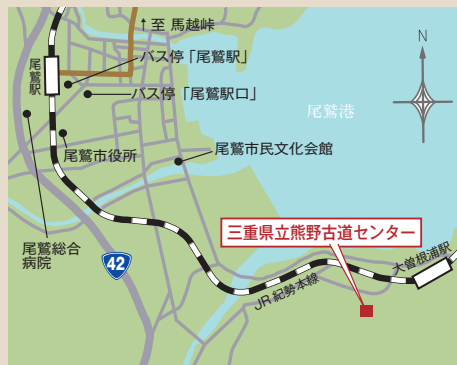 ↑至 馬越峠
N
バス停「尾鷲駅」
尾鷲駅
バス停「尾鷲駅口」
尾鷲港
尾鷲市役所
尾鷲市民文化会館
三重県立熊野古道センター
尾鷲総合
病院
42
大曽根浦駅
JR紀勢本線